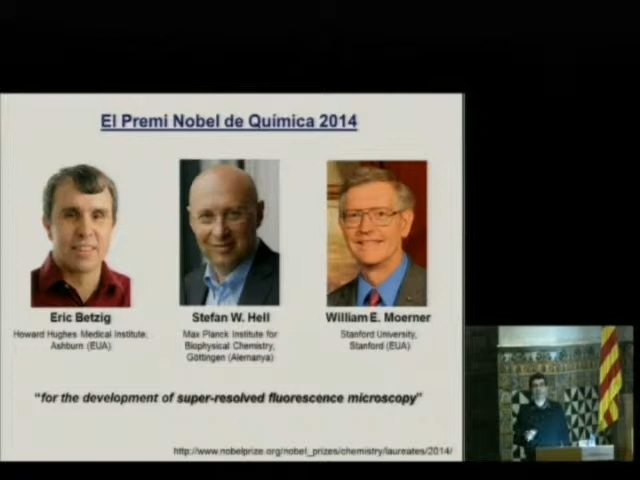 El Premi Nobel de Química 2014
Eric Betzig
Howard Hughes Medical Institute,
Ashburn (EUA)
Stefan W. Hell
Max Planck Institute for
Biophysical Chemistry,
Göttingen (Alemanya)
William E. Moerner
Stanford University,
Stanford (EUA)
“for the development of super-resolved fluorescence microscopy”
http://www.nobelprize.org/nobel_prizes/chemistry/laureates/2014/